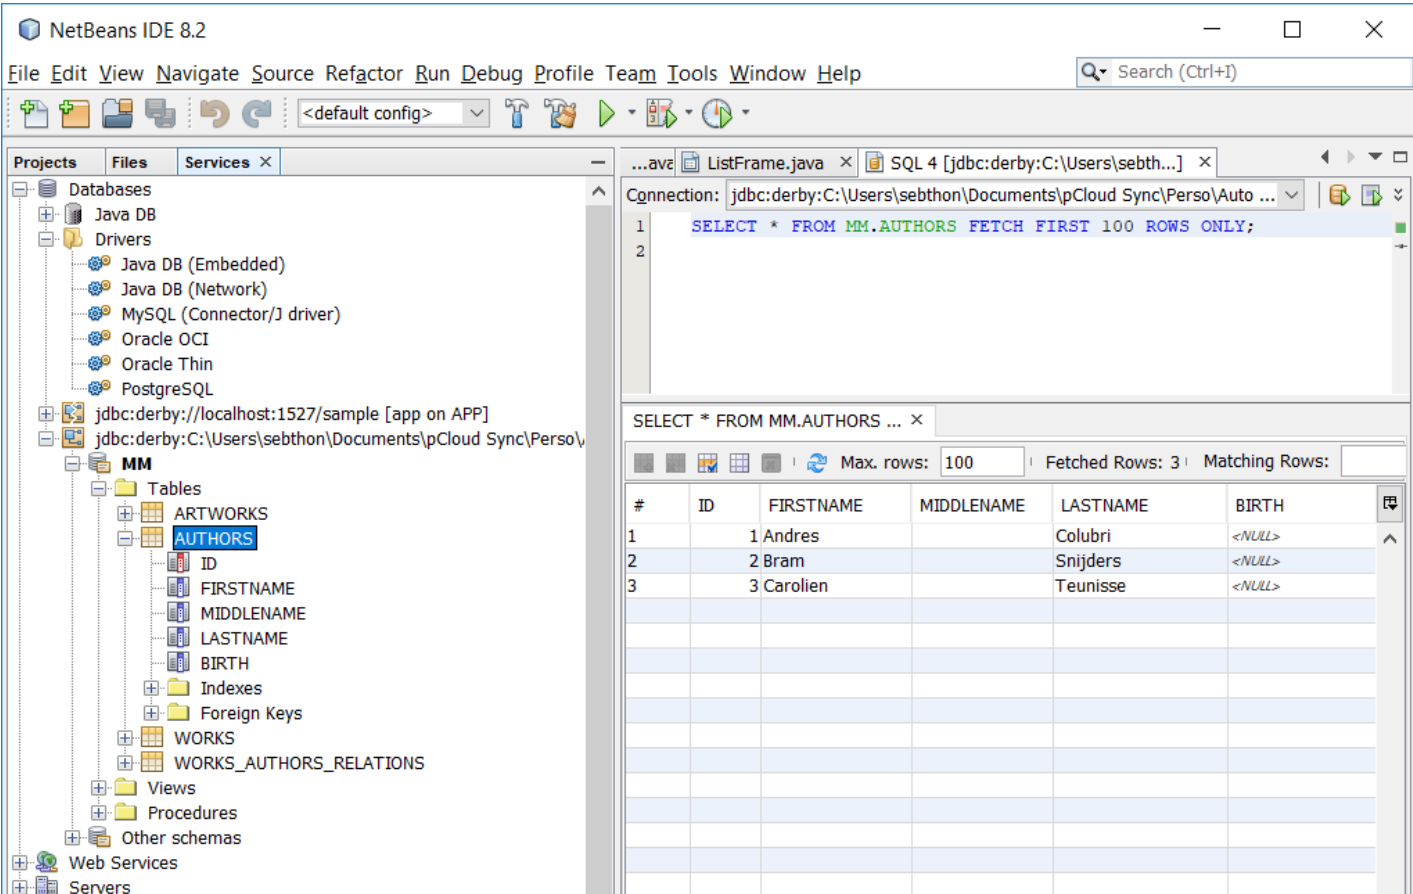 NetBeans IDE 8.2
File Edit View Navigate Source Refactor Run Debug Profile Team Tools Window Help
Search (Ctrl+I)
<default config>
Projects Files Services
...ava ListFrame.java SQL 4 [jdbc:derby:C:\Users\sebth...]
Databases
Java DB
Drivers
Java DB (Embedded)
Java DB (Network)
MySQL (Connector/J driver)
Oracle OCI
Oracle Thin
PostgreSQL
jdbc:derby://localhost:1527/sample [app on APP]
jdbc:derby:C:\Users\sebthon\Documents\pCloud Sync\Perso\
MM
Tables
ARTWORKS
AUTHORS
ID
FIRSTNAME
MIDDLENAME
LASTNAME
BIRTH
Indexes
Foreign Keys
WORKS
WORKS_AUTHORS_RELATIONS
Views
Procedures
Other schemas
Web Services
Servers
Connection: jdbc:derby:C:\Users\sebthon\Documents\pCloud Sync\Perso\Auto ...
1 SELECT * FROM MM.AUTHORS FETCH FIRST 100 ROWS ONLY;
2
SELECT * FROM MM.AUTHORS ...
Max. rows: 100 Fetched Rows: 3 Matching Rows:
# ID FIRSTNAME MIDDLENAME LASTNAME BIRTH
1 1 Andres Colubri <NULL>
2 2 Bram Snijders <NULL>
3 3 Carolien Teunisse <NULL>